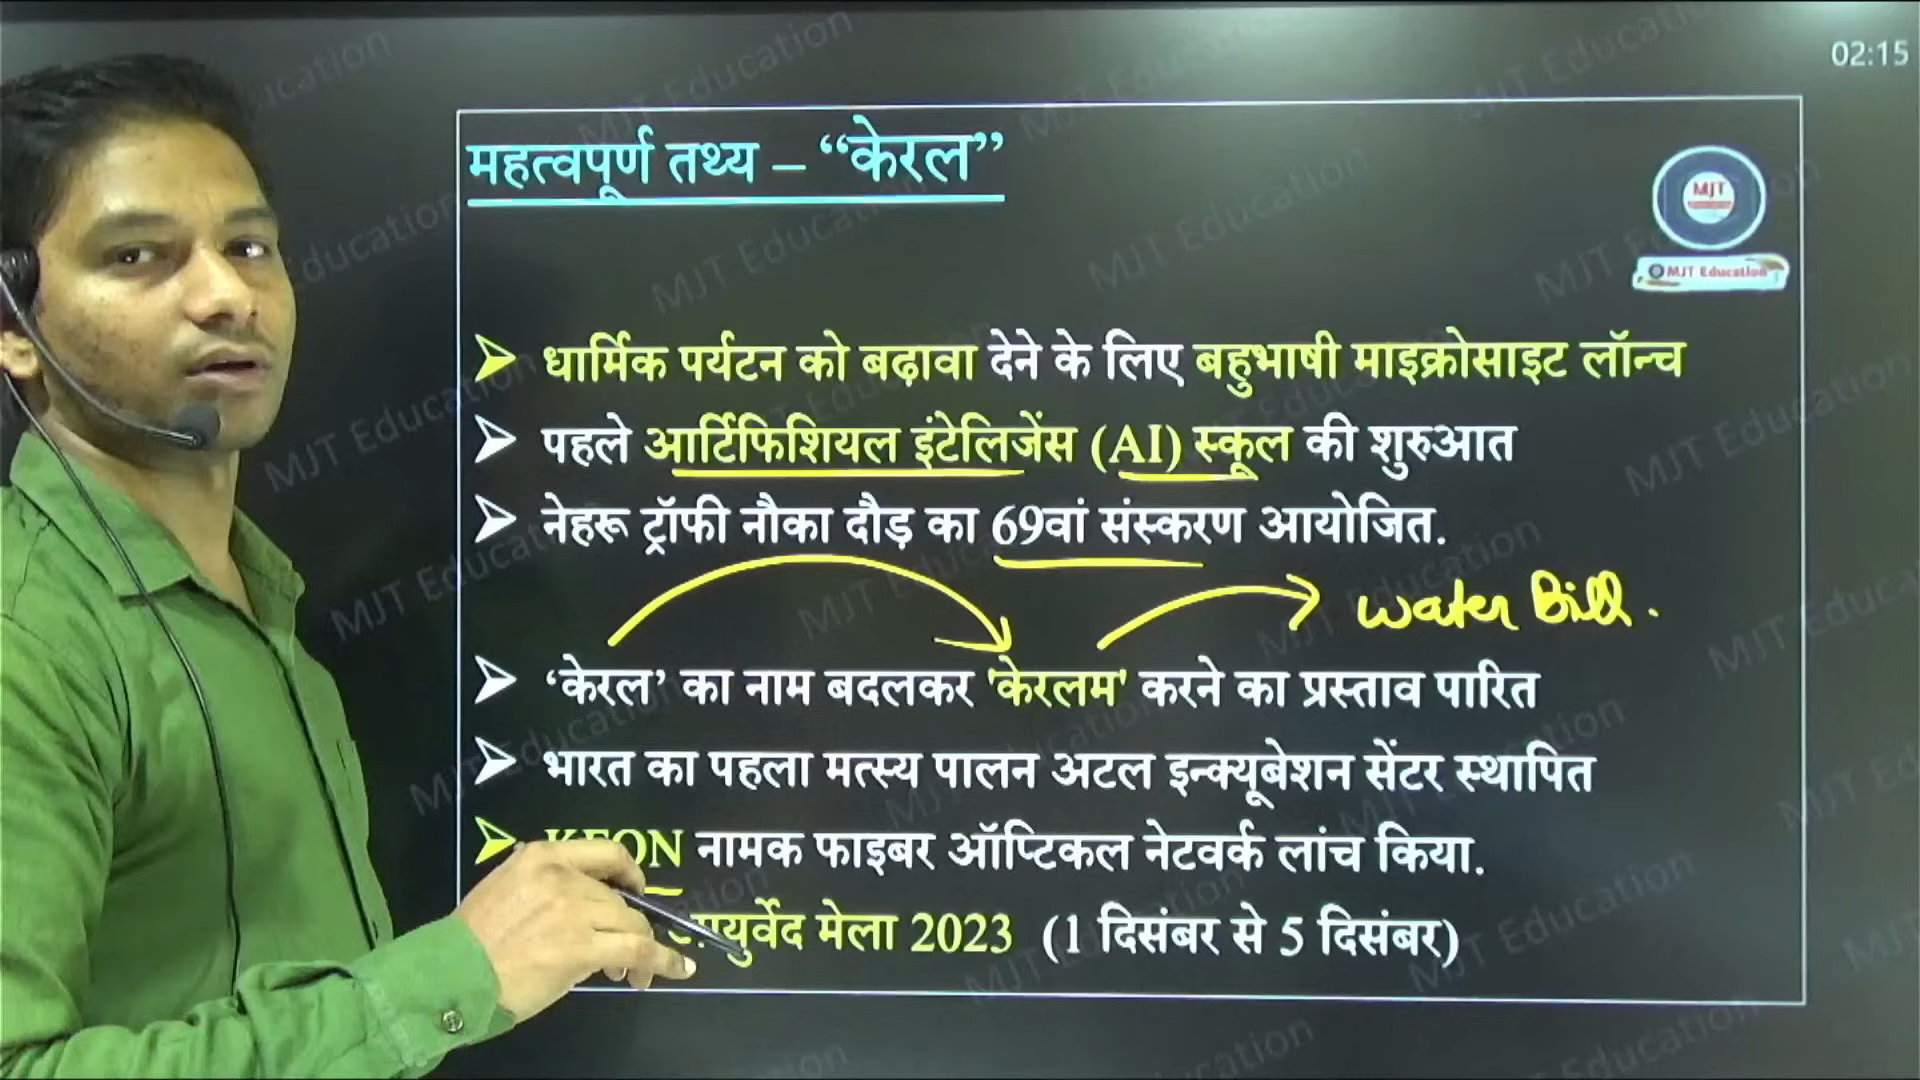 02:15
महत्वपूर्ण तथ्य – “केरल”
MJT
MJT Education
धार्मिक पर्यटन को बढ़ावा देने के लिए बहुभाषी माइक्रोसाइट लॉन्च
पहले आर्टिफिशियल इंटेलिजेंस (AI) स्कूल की शुरुआत
नेहरू ट्रॉफी नौका दौड़ का 69वां संस्करण आयोजित.
water Bill.
‘केरल’ का नाम बदलकर 'केरलम' करने का प्रस्ताव पारित
भारत का पहला मत्स्य पालन अटल इन्क्यूबेशन सेंटर स्थापित
नामक फाइबर ऑप्टिकल नेटवर्क लांच किया.
मेला 2023 (1 दिसंबर से 5 दिसंबर)